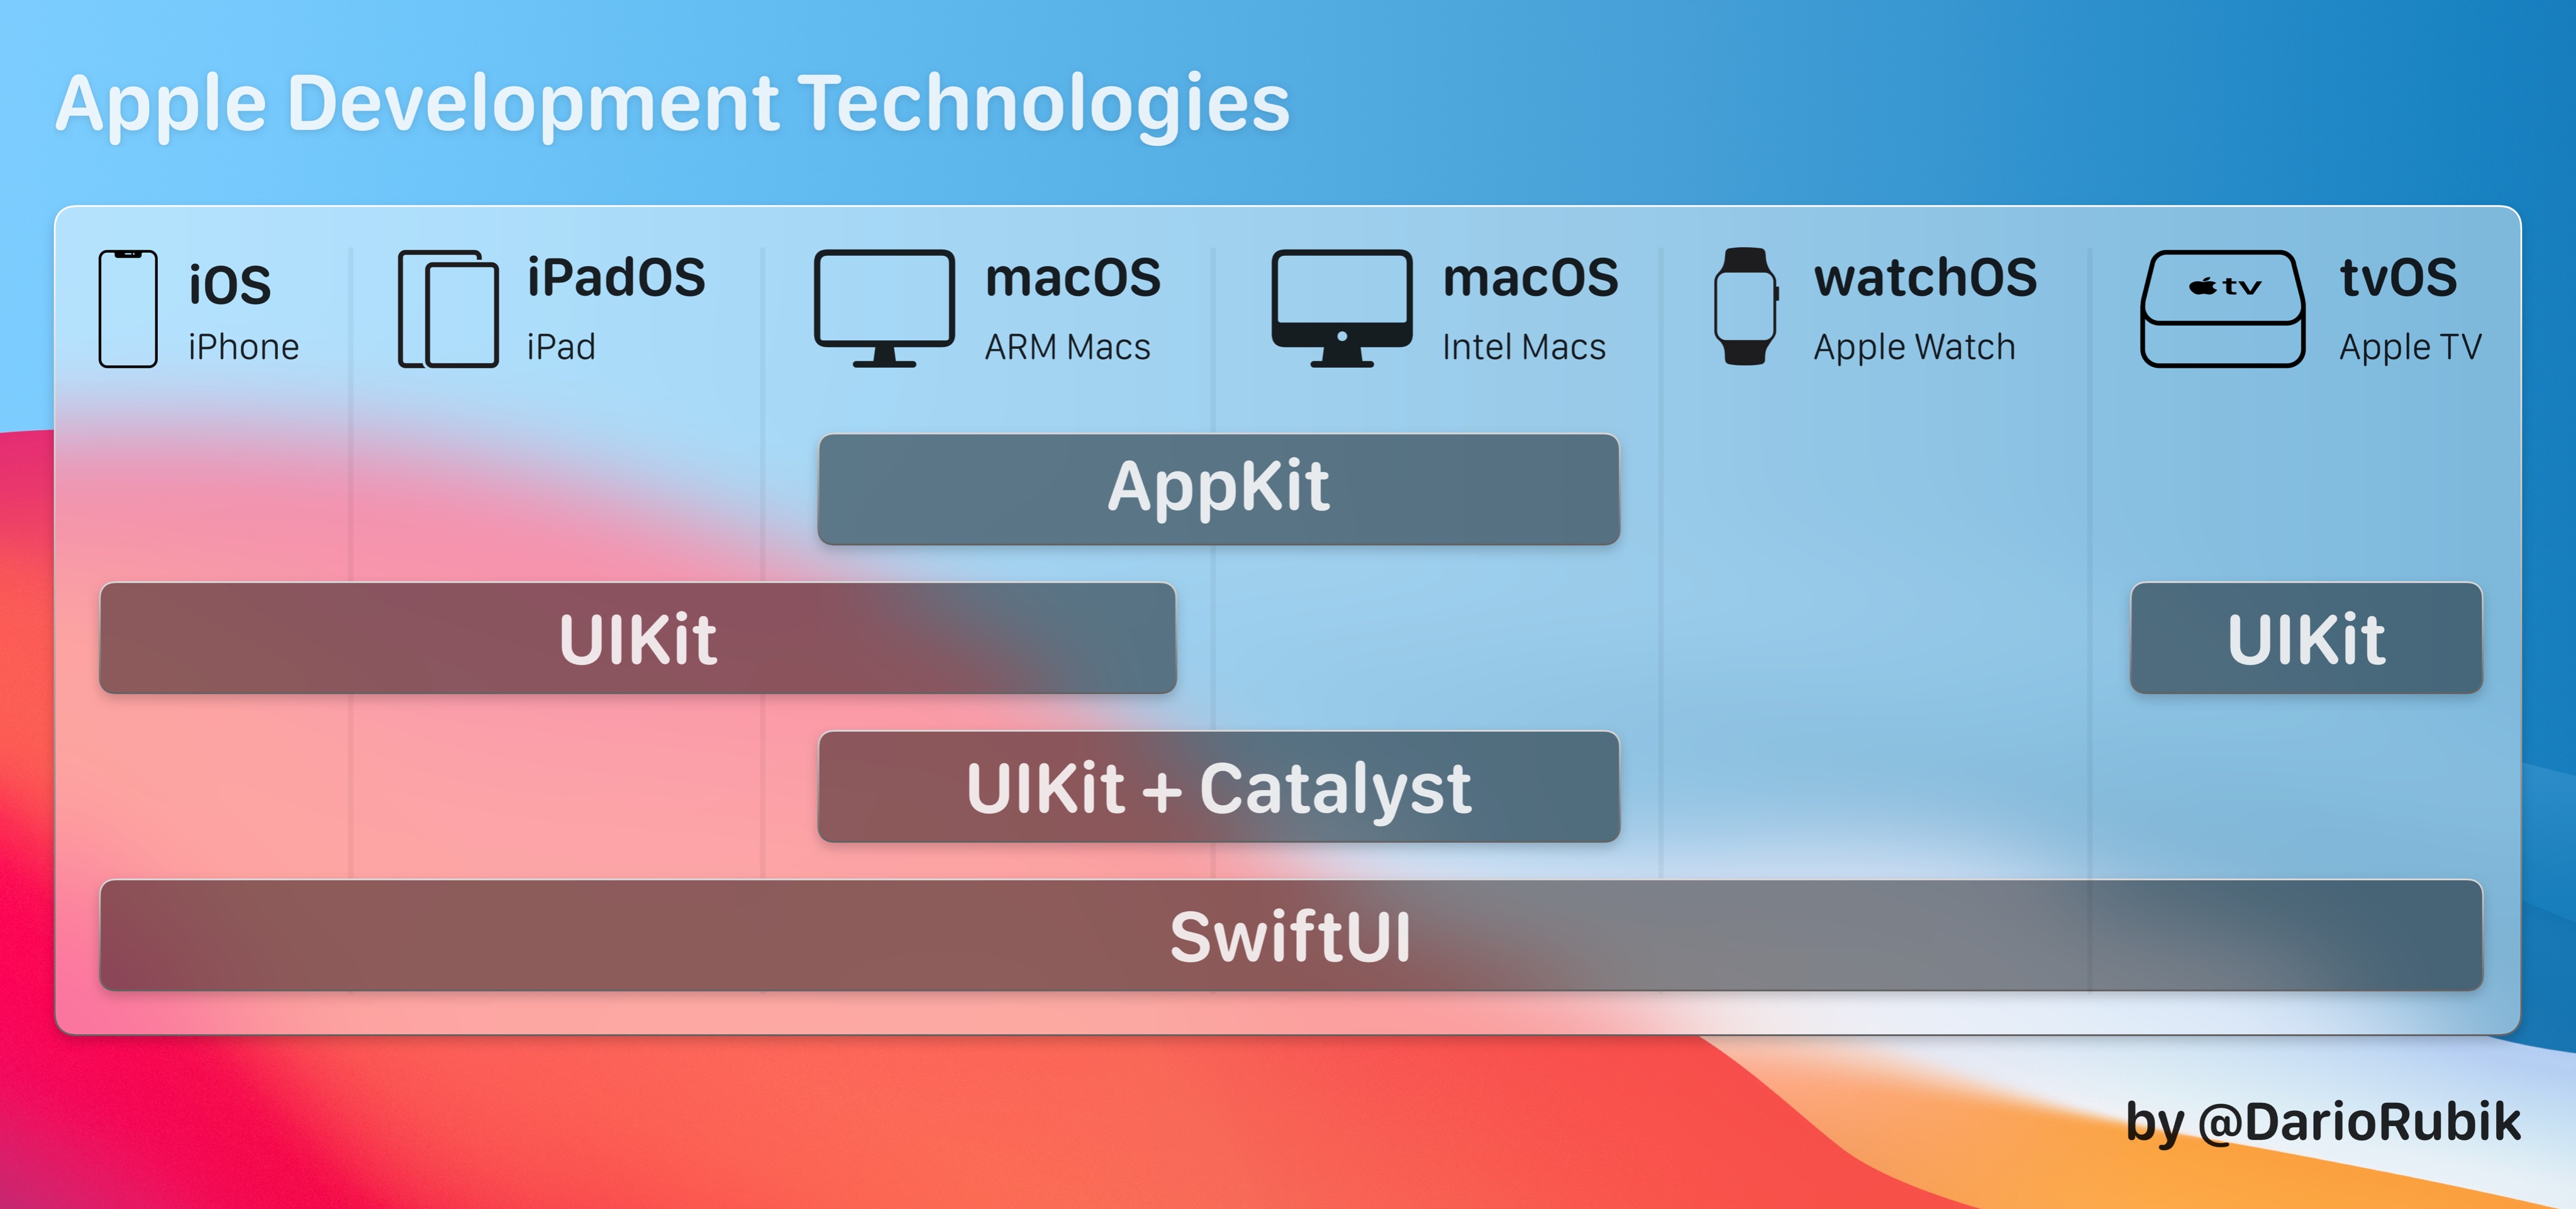 Apple Development Technologies
iOS
iPhone
iPadOS
iPad
macOS
ARM Macs
macOS
Intel Macs
watchOS
Apple Watch
tv
tvOS
Apple TV
AppKit
UIKit
UIKit
UIKit + Catalyst
SwiftUI
by @DarioRubik